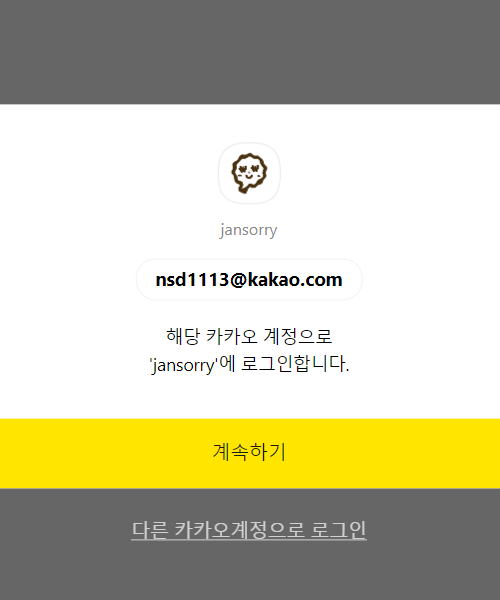 jansorry
nsd1113@kakao.com
해당 카카오 계정으로
'jansorry'에 로그인합니다.
계속하기
다른 카카오계정으로 로그인